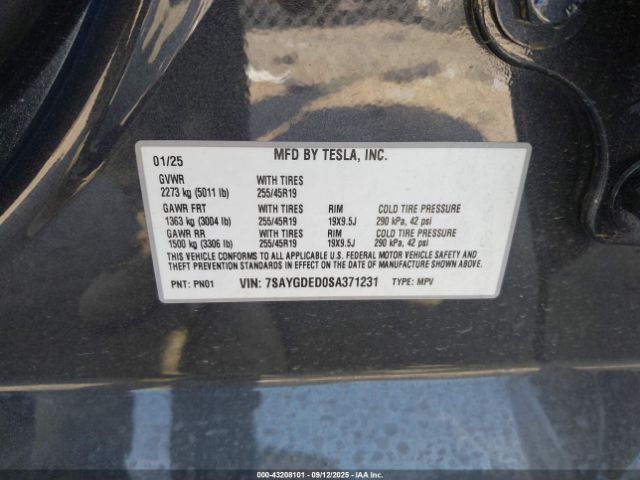 01/25 MFD BY TESLA, INC.
GVWR WITH TIRES
2273 kg (5011 lb) 255/45R19
GAWR FRT WITH TIRES RIM COLD TIRE PRESSURE
1363 kg (3004 lb) 255/45R19 19X9.5J 290 kPa, 42 psi
GAWR RR WITH TIRES RIM COLD TIRE PRESSURE
1500 kg (3306 lb) 255/45R19 19X9.5J 290 kPa, 42 psi
THIS VEHICLE CONFORMS TO ALL APPLICABLE U.S. FEDERAL MOTOR VEHICLE SAFETY AND
THEFT PREVENTION STANDARDS IN EFFECT ON THE DATE OF MANUFACTURE SHOWN ABOVE.
PNT: PN01 VIN: 7SAYGDED0SA371231 TYPE: MPV
000-43208101 - 09/12/2025 - IAA